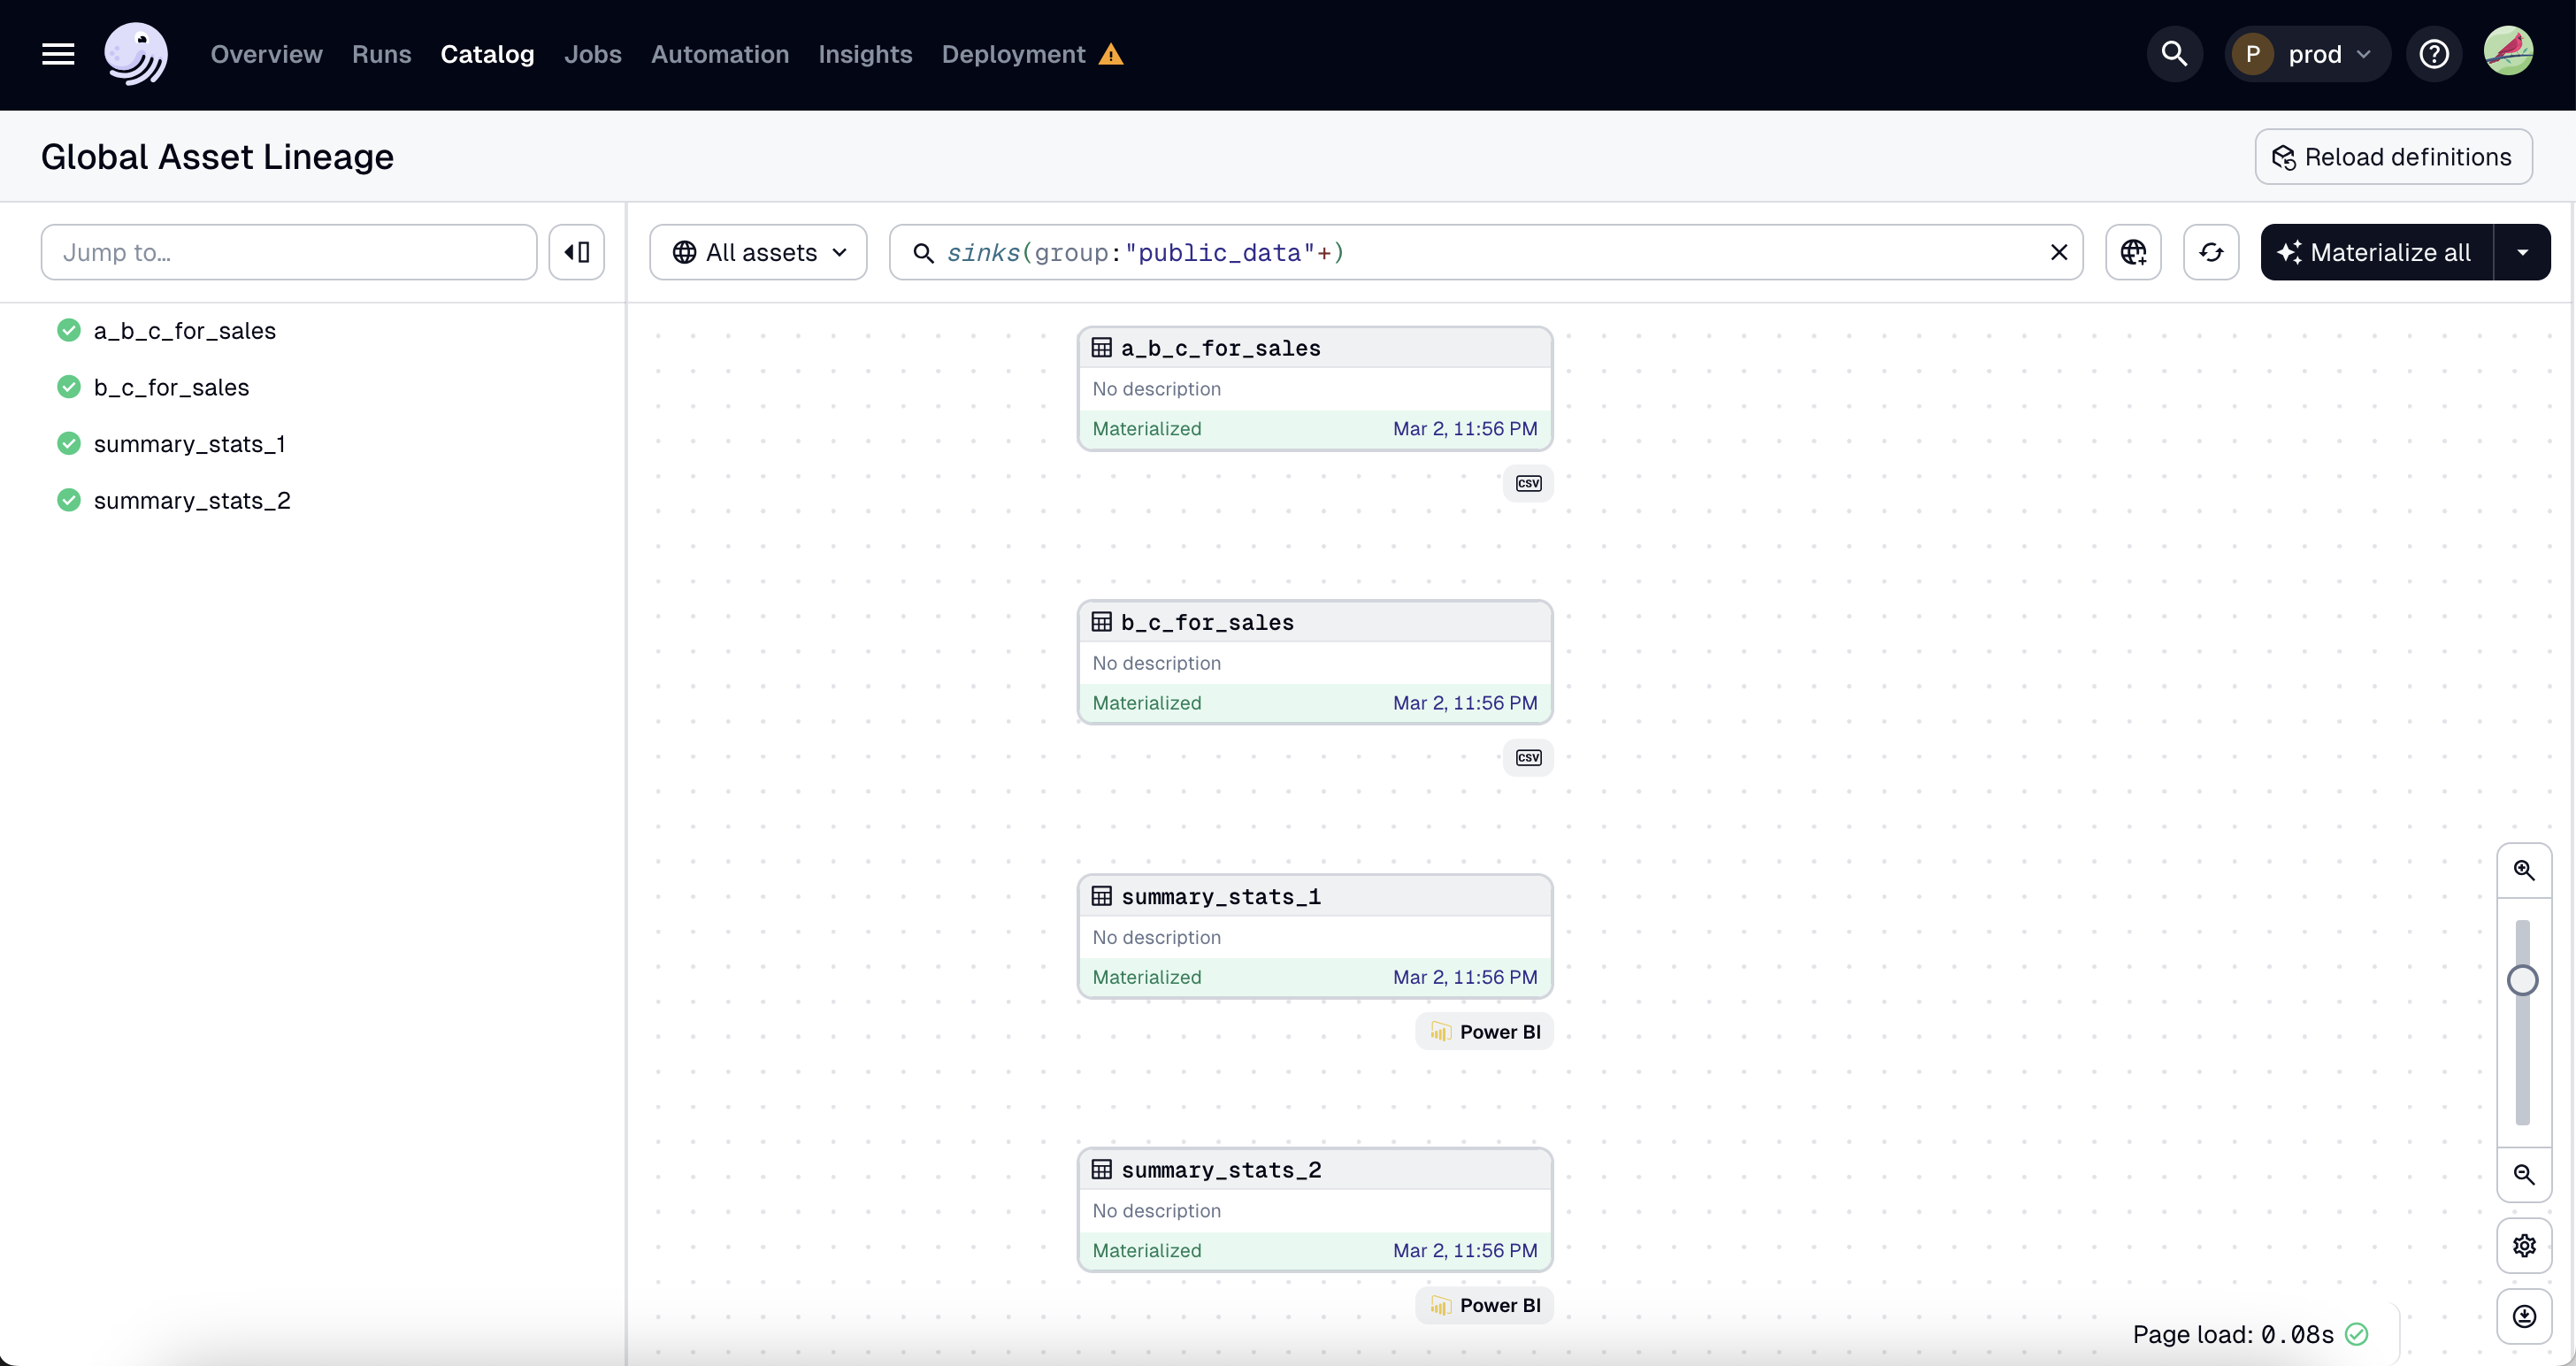 Overview Runs Catalog Jobs Automation Insights Deployment
P prod
Global Asset Lineage
Reload definitions
Jump to…
All assets
sinks(group:"public_data"+)
Materialize all
a_b_c_for_sales
b_c_for_sales
summary_stats_1
summary_stats_2
a_b_c_for_sales
No description
Materialized Mar 2, 11:56 PM
CSV
b_c_for_sales
No description
Materialized Mar 2, 11:56 PM
CSV
summary_stats_1
No description
Materialized Mar 2, 11:56 PM
Power BI
summary_stats_2
No description
Materialized Mar 2, 11:56 PM
Power BI
Page load: 0.08s